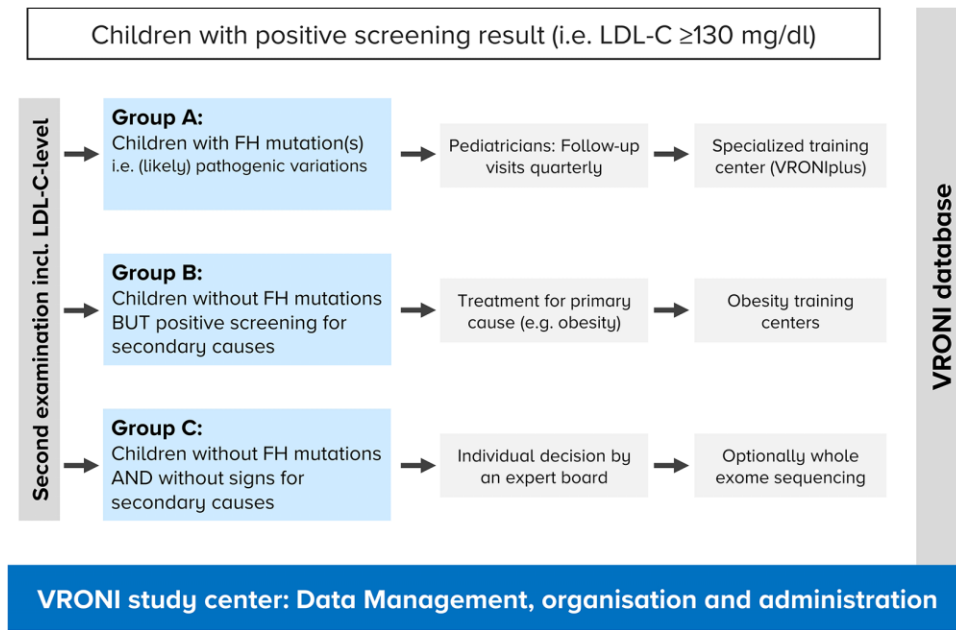 Children with positive screening result (i.e. LDL-C ≥130 mg/dl)
Second examination incl. LDL-C-level
Group A:
Children with FH mutation(s)
i.e. (likely) pathogenic variations
Pediatricians: Follow-up
visits quarterly
Specialized training
center (VRONIplus)
Group B:
Children without FH mutations
BUT positive screening for
secondary causes
Treatment for primary
cause (e.g. obesity)
Obesity training
centers
Group C:
Children without FH mutations
AND without signs for
secondary causes
Individual decision by
an expert board
Optionally whole
exome sequencing
VRONI database
VRONI study center: Data Management, organisation and administration